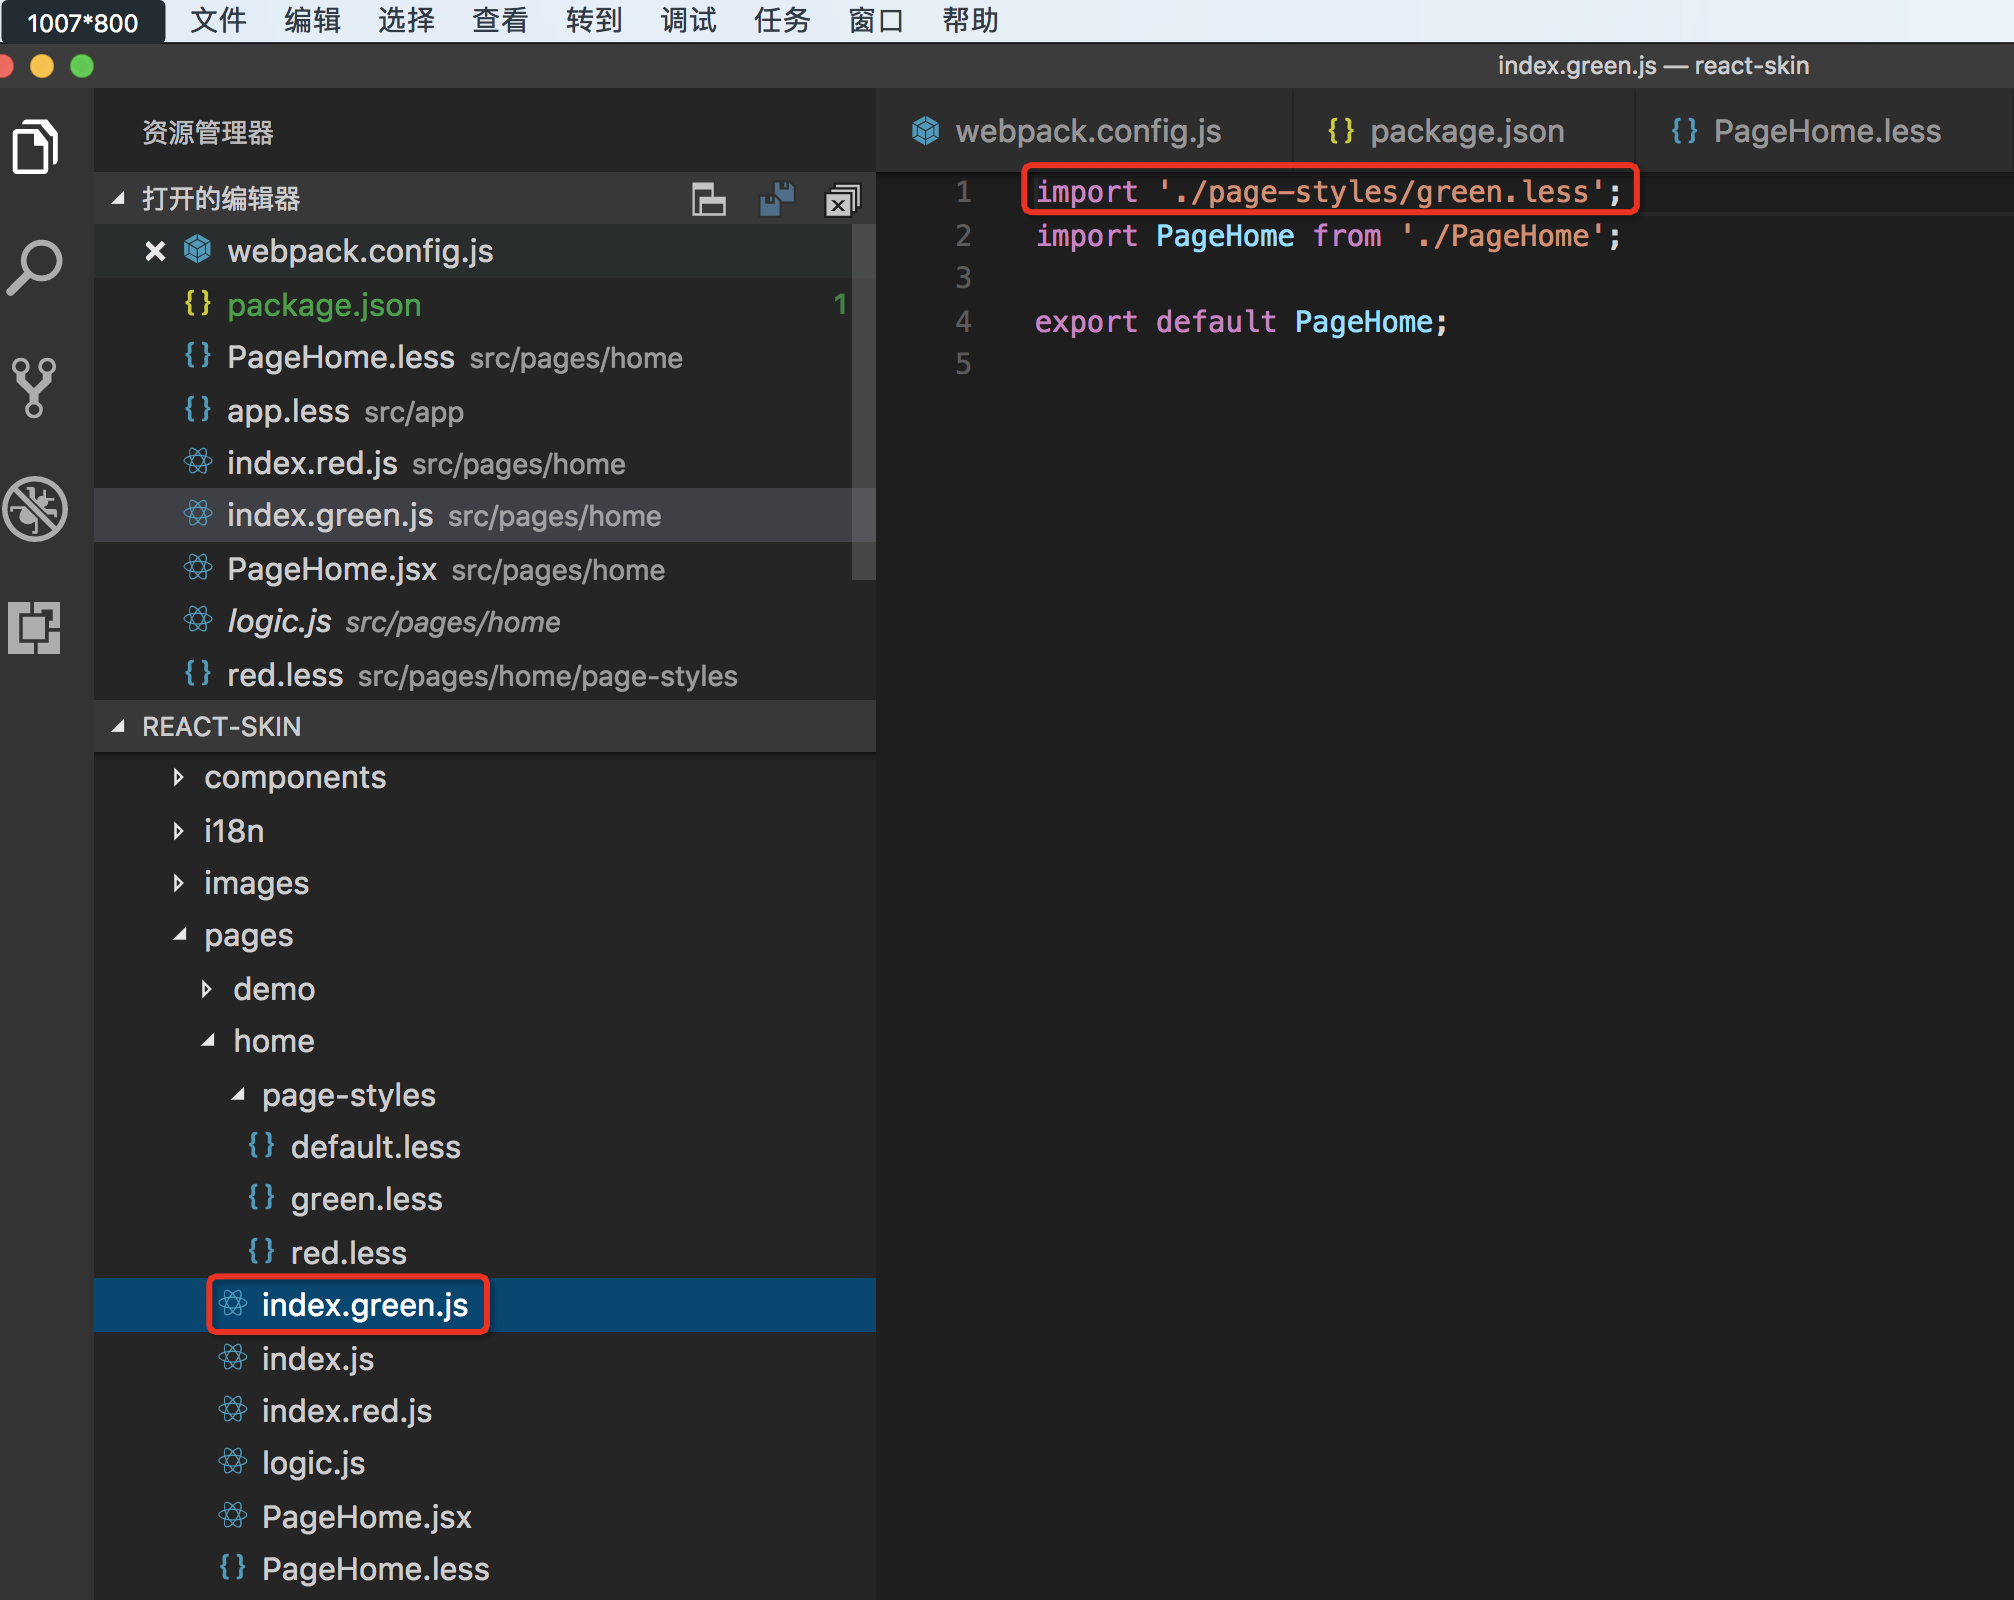 1007*800 文件 编辑 选择 查看 转到 调试 任务 窗口 帮助
index.green.js — react-skin
资源管理器
打开的编辑器
webpack.config.js
package.json 1
PageHome.less src/pages/home
app.less src/app
index.red.js src/pages/home
index.green.js src/pages/home
PageHome.jsx src/pages/home
logic.js src/pages/home
red.less src/pages/home/page-styles
REACT-SKIN
components
i18n
images
pages
demo
home
page-styles
{} default.less
{} green.less
{} red.less
index.green.js
index.js
index.red.js
logic.js
PageHome.jsx
{} PageHome.less
webpack.config.js {} package.json {} PageHome.less
1 import './page-styles/green.less';
2 import PageHome from './PageHome';
3
4 export default PageHome;
5